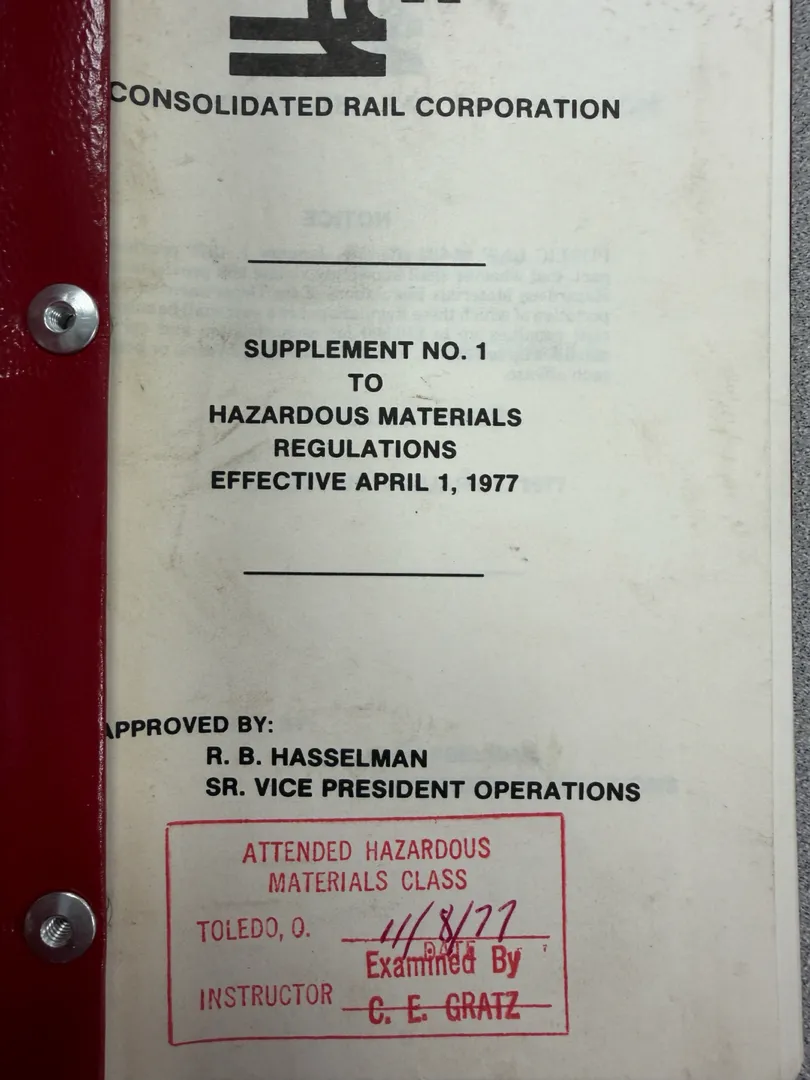 CONSOLIDATED RAIL CORPORATION
SUPPLEMENT NO. 1
TO
HAZARDOUS MATERIALS
REGULATIONS
EFFECTIVE APRIL 1, 1977
APPROVED BY:
R. B. HASSELMAN
SR. VICE PRESIDENT OPERATIONS
ATTENDED HAZARDOUS
MATERIALS CLASS
TOLEDO, O. 11/8/77
DATE
Examined By
INSTRUCTOR C. E. GRATZ